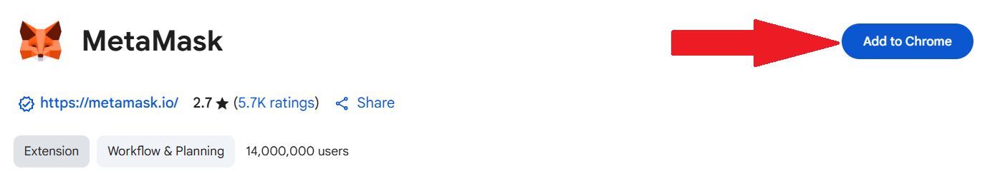 MetaMask
Add to Chrome
https://metamask.io/ 2.7★ (5.7K ratings) Share
Extension Workflow & Planning 14,000,000 users